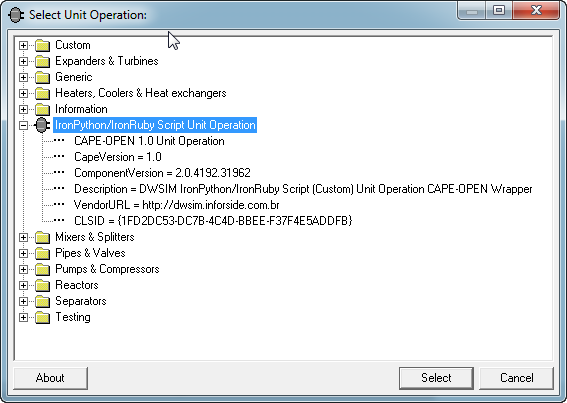 Select Unit Operation:
Custom
Expanders & Turbines
Generic
Heaters, Coolers & Heat exchangers
Information
IronPython/IronRuby Script Unit Operation
CAPE-OPEN 1.0 Unit Operation
CapeVersion = 1.0
ComponentVersion = 2.0.4192.31962
Description = DWSIM IronPython/IronRuby Script (Custom) Unit Operation CAPE-OPEN Wrapper
VendorURL = http://dwsim.inforside.com.br
CLSID = {1FD2DC53-DC7B-4C4D-BBEE-F37F4E5ADDFB}
Mixers & Splitters
Pipes & Valves
Pumps & Compressors
Reactors
Separators
Testing
About Select Cancel